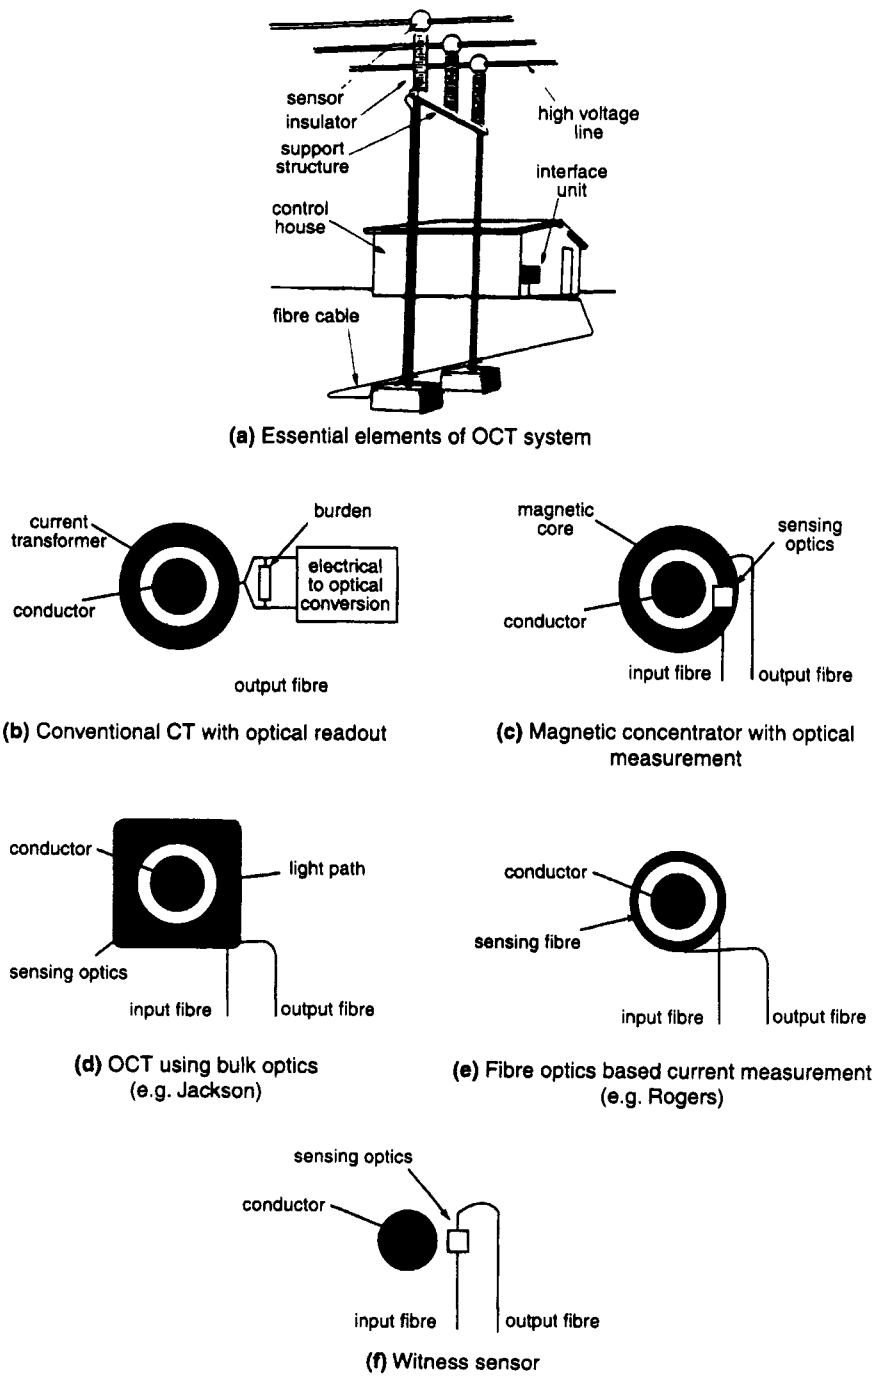 sensor
insulator
support
structure
high voltage
line
interface
unit
control
house
fibre cable
(a) Essential elements of OCT system
current
transformer
burden
electrical
to optical
conversion
conductor
output fibre
(b) Conventional CT with optical readout
magnetic
core
sensing
optics
conductor
input fibre
output fibre
(c) Magnetic concentrator with optical
measurement
conductor
light path
sensing optics
input fibre
output fibre
(d) OCT using bulk optics
(e.g. Jackson)
conductor
sensing fibre
input fibre
output fibre
(e) Fibre optics based current measurement
(e.g. Rogers)
sensing optics
conductor
input fibre
output fibre
(f) Witness sensor